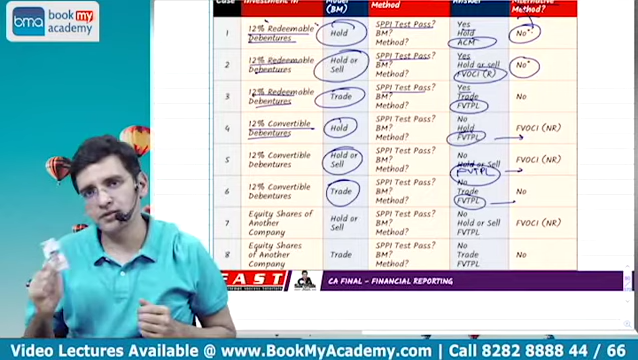 bma book my academy
Case Investment In Model (BM) Method Answer Alternative Method?
1 12% Redeemable Debentures Hold SPPI Test Pass? BM? Method? Yes Hold ACM No
2 12% Redeemable Debentures Hold or Sell SPPI Test Pass? BM? Method? Yes Hold or sell FVOCI (R) No
3 12% Redeemable Debentures Trade SPPI Test Pass? BM? Method? Yes Trade FVTPL No
4 12% Convertible Debentures Hold SPPI Test Pass? BM? Method? No Hold FVTPL FVOCI (NR)
5 12% Convertible Debentures Hold or Sell SPPI Test Pass? BM? Method? No Hold or Sell FVTPL FVOCI (NR)
6 12% Convertible Debentures Trade SPPI Test Pass? BM? Method? No Trade FVTPL No
7 Equity Shares of Another Company Hold or Sell SPPI Test Pass? BM? Method? No Hold or Sell FVTPL FVOCI (NR)
8 Equity Shares of Another Company Trade SPPI Test Pass? BM? Method? No Trade FVTPL No
FAST
CA FINAL - FINANCIAL REPORTING
Video Lectures Available @ www.BookMyAcademy.com | Call 8282 8888 44 / 66